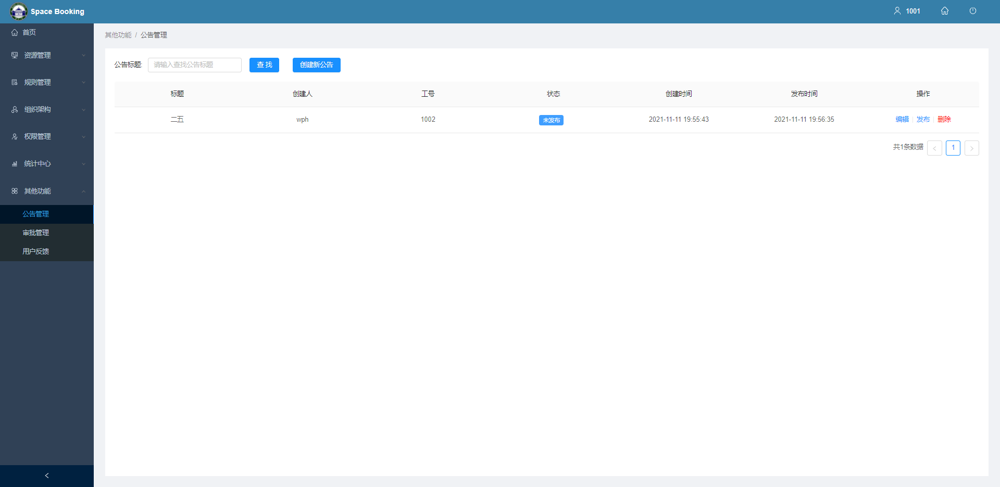 Space Booking
1001
首页
资源管理
规则管理
组织架构
权限管理
统计中心
其他功能
公告管理
审批管理
用户反馈
其他功能 / 公告管理
公告标题: 请输入查找公告标题 查 找 创建新公告
标题 创建人 工号 状态 创建时间 发布时间 操作
二五 wph 1002 未发布 2021-11-11 19:55:43 2021-11-11 19:56:35 编辑 发布 删除
共1条数据 < 1 >